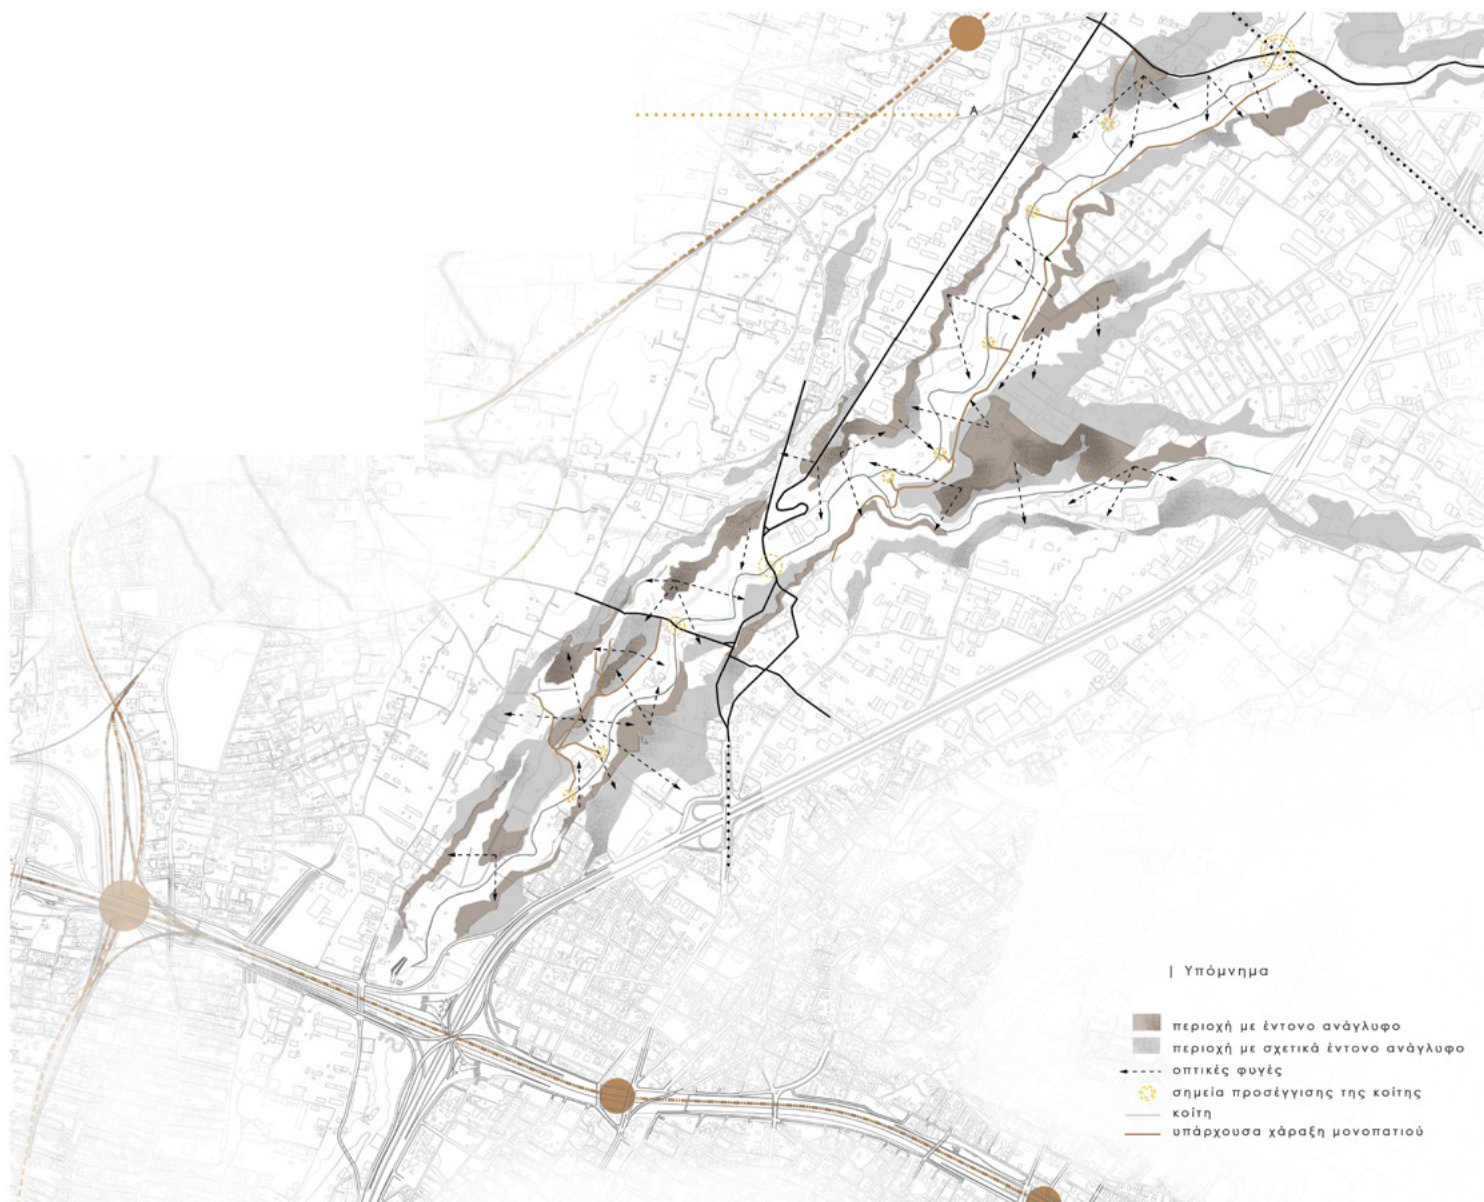 A
| Υπόμνημα
περιοχή με έντονο ανάγλυφο
περιοχή με σχετικά έντονο ανάγλυφο
οπτικές φυγές
σημεία προσέγγισης της κοίτης
κοίτη
υπάρχουσα χάραξη μονοπατιού